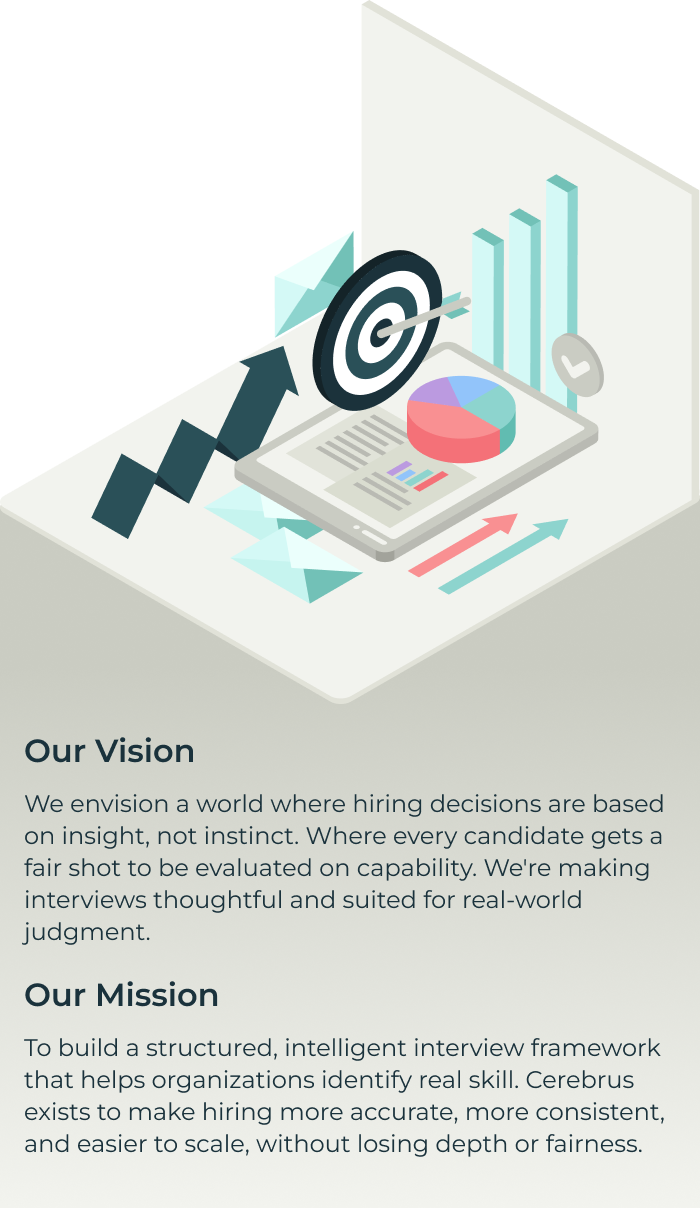 Our Vision
We envision a world where hiring decisions are based
on insight, not instinct. Where every candidate gets a
fair shot to be evaluated on capability. We're making
interviews thoughtful and suited for real-world
judgment.
Our Mission
To build a structured, intelligent interview framework
that helps organizations identify real skill. Cerebrus
exists to make hiring more accurate, more consistent,
and easier to scale, without losing depth or fairness.